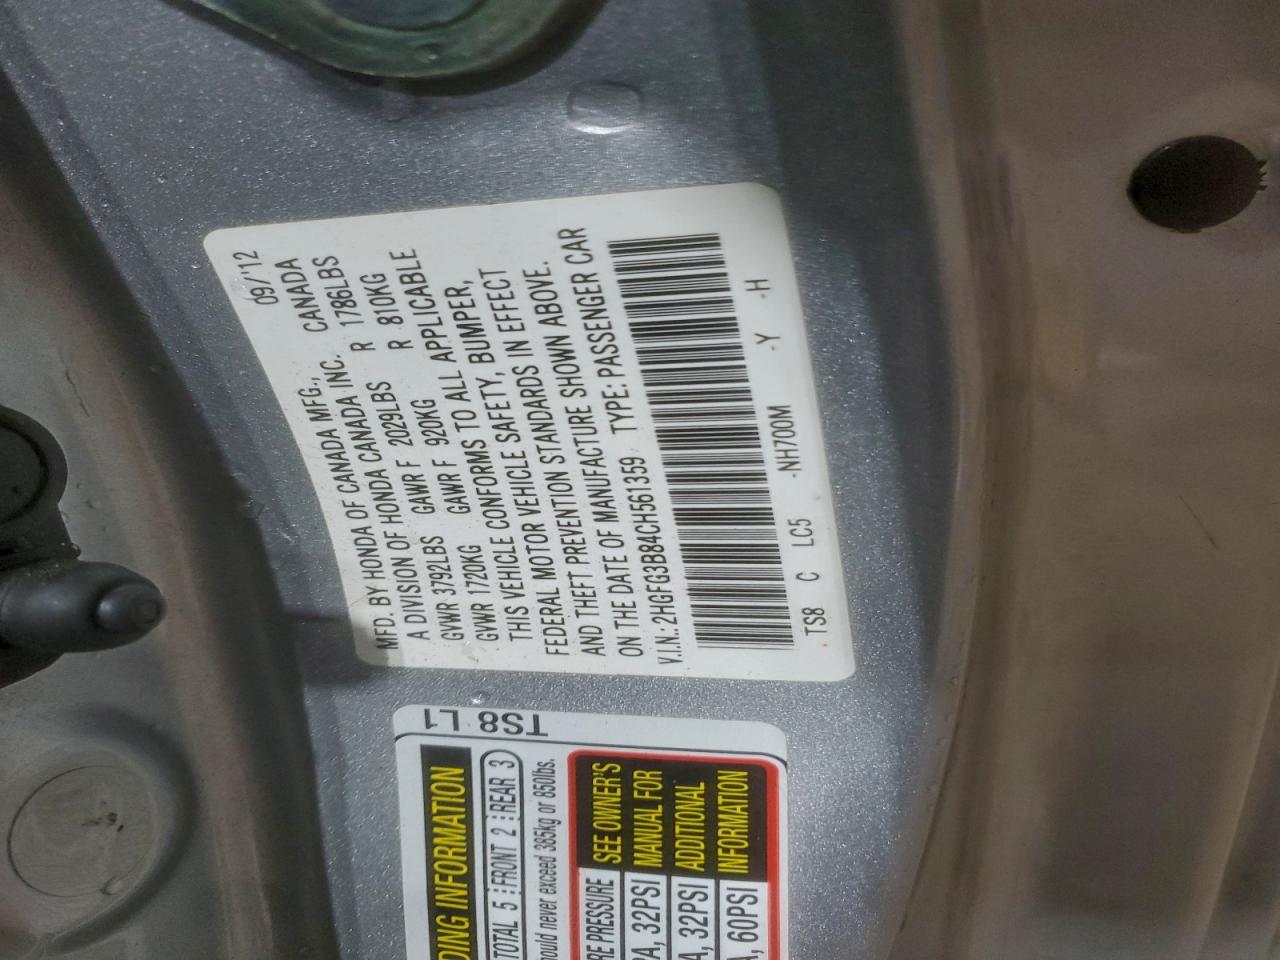 09/'12
MFD. BY HONDA OF CANADA MFG., CANADA
A DIVISION OF HONDA CANADA INC.
GVWR 3792LBS GAWR F 2029LBS R 1786LBS
GVWR 1720KG GAWR F 920KG R 810KG
THIS VEHICLE CONFORMS TO ALL APPLICABLE
FEDERAL MOTOR VEHICLE SAFETY, BUMPER,
AND THEFT PREVENTION STANDARDS IN EFFECT
ON THE DATE OF MANUFACTURE SHOWN ABOVE.
V.I.N.: 2HGFG3B84CH561359 TYPE: PASSENGER CAR
TS8 C LC5 -NH700M -Y -H
TS8
DING INFORMATION
TOTAL 5 FRONT 2 REAR 3
hould never exceed 385kg or 850lbs.
RE PRESSURE
SEE OWNER'S
MANUAL FOR
ADDITIONAL
INFORMATION
PA, 32PSI
A, 32PSI
A, 60PSI